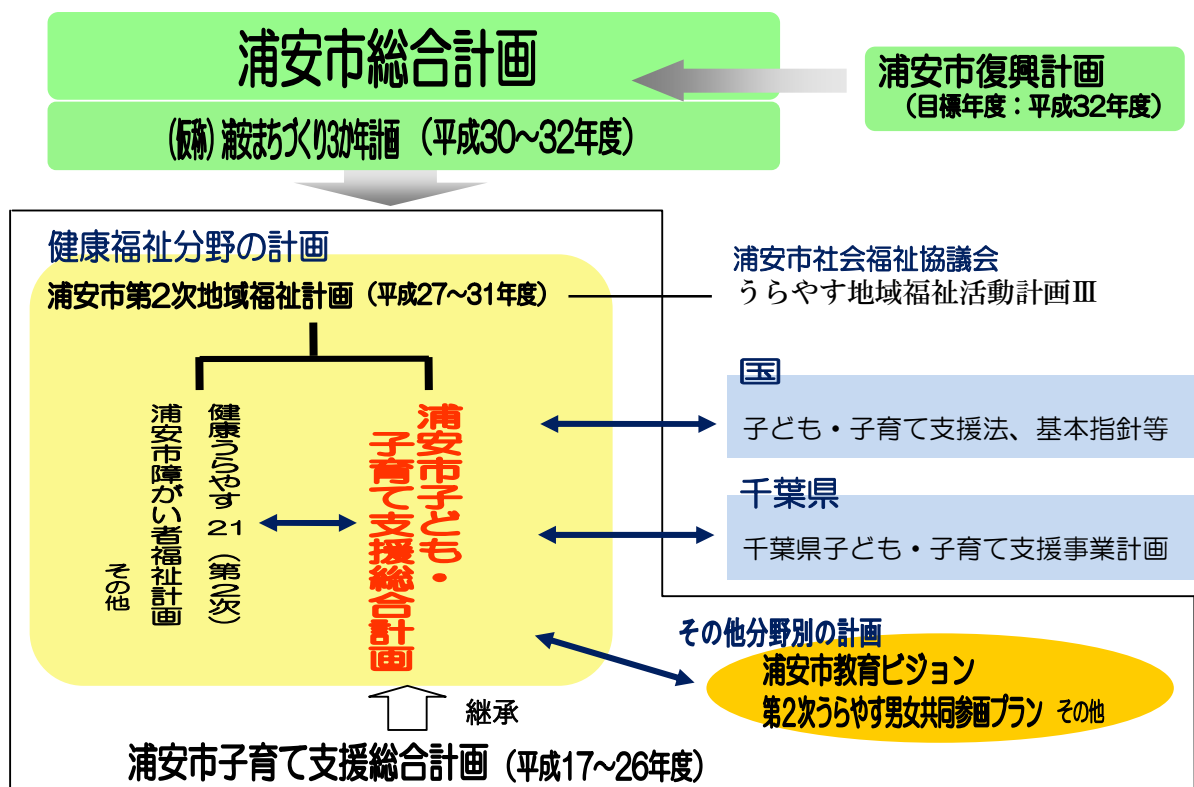 浦安市総合計画
(仮称)浦安まちづくり3か年計画 (平成30～32年度)
浦安市復興計画
(目標年度：平成32年度)
健康福祉分野の計画
浦安市第2次地域福祉計画 (平成27～31年度)
浦安市社会福祉協議会
うらやす地域福祉活動計画Ⅲ
浦安市子ども・
子育て支援総合計画
健康うらやす 21 (第2次)
浦安市障がい者福祉計画
その他
国
子ども・子育て支援法、基本指針等
千葉県
千葉県子ども・子育て支援事業計画
その他分野別の計画
浦安市教育ビジョン
第2次うらやす男女共同参画プラン その他
継承
浦安市子育て支援総合計画 (平成17～26年度)